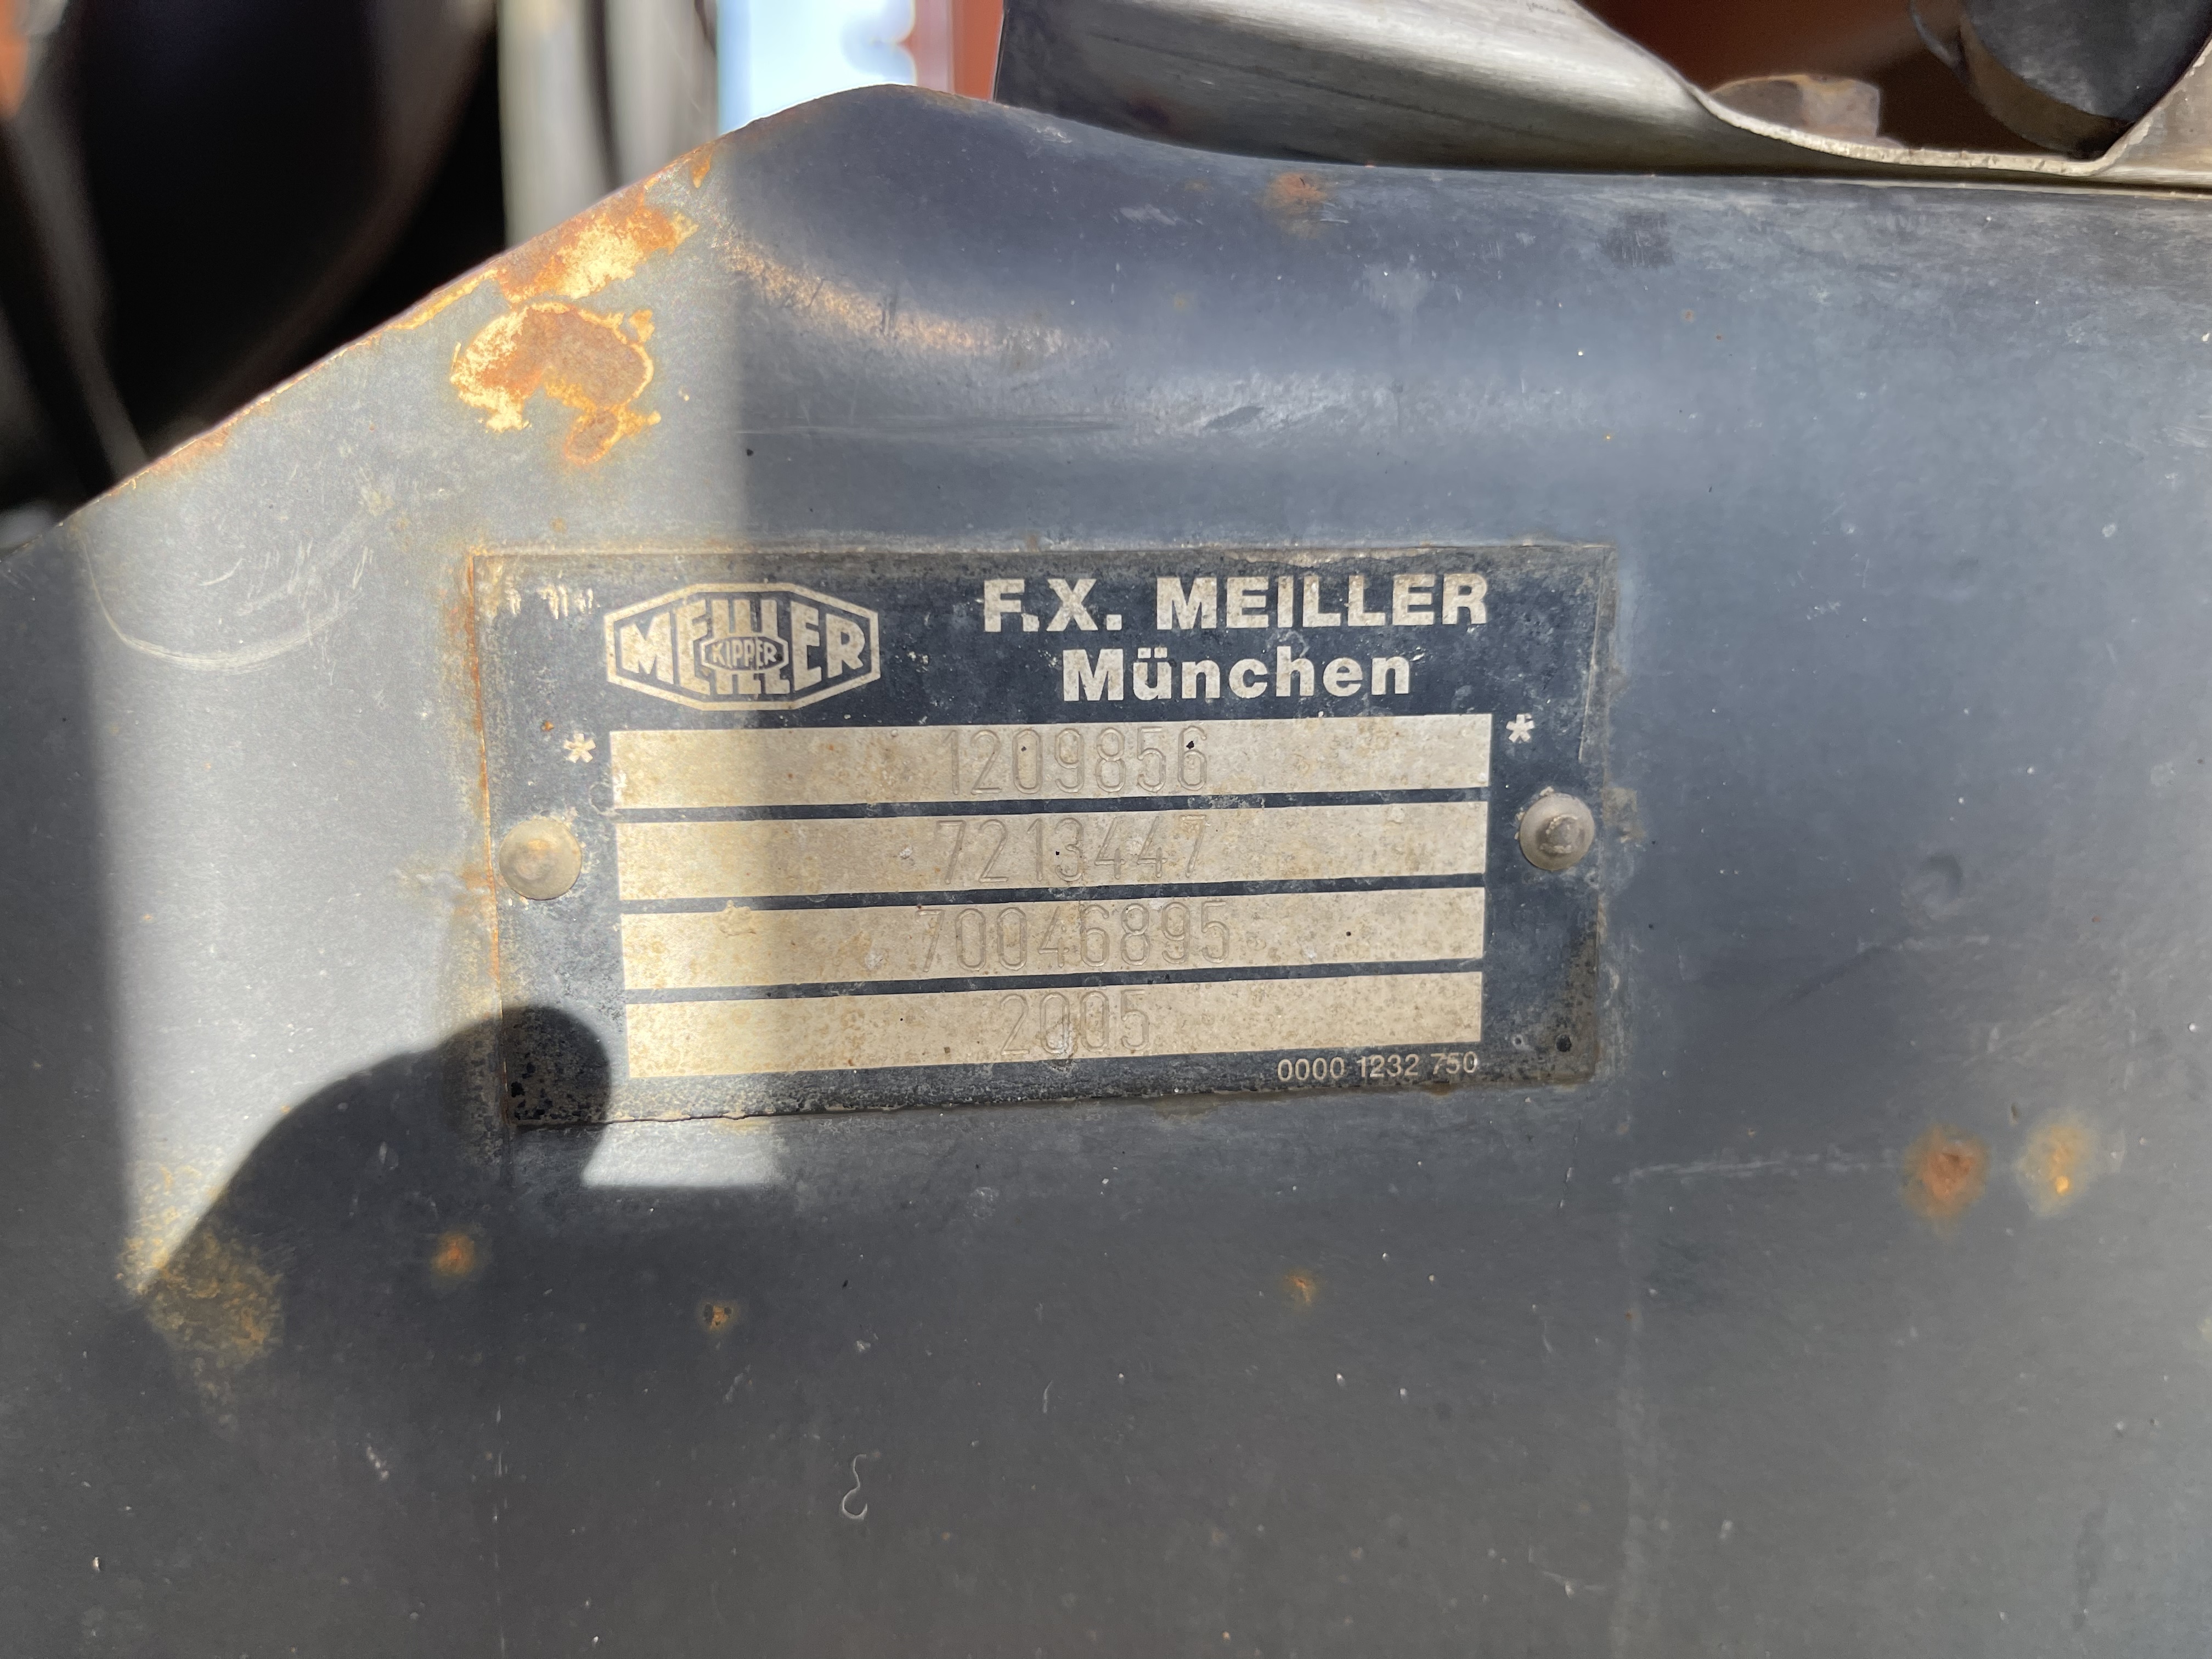 MEILLER
KIPPER
F.X. MEILLER
München
* 1209856 *
7213447
70046895
2005
0000 1232 750